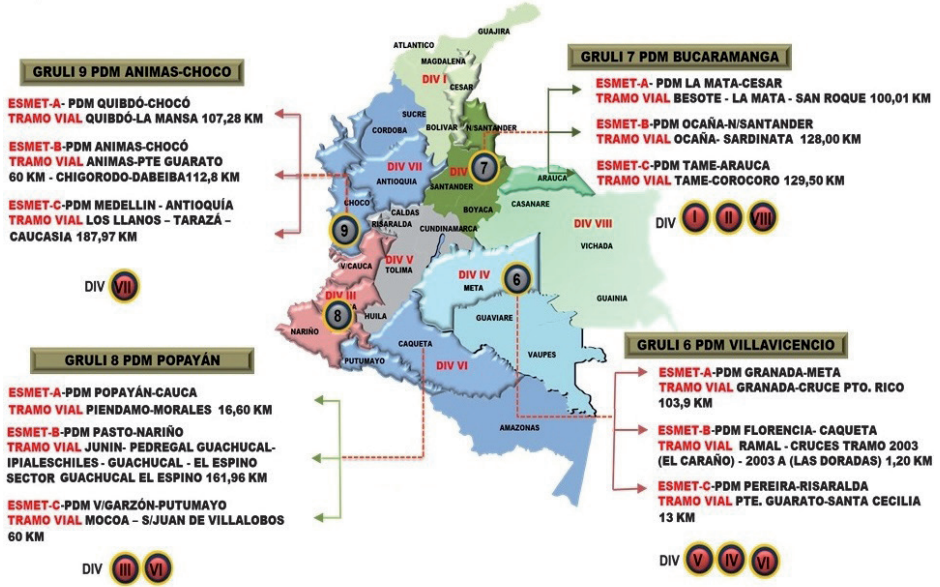 GRULI 9 PDM ANIMAS-CHOCO
ESMET-A- PDM QUIBDÓ-CHOCÓ
TRAMO VIAL QUIBDÓ-LA MANSA 107,28 KM
ESMET-B-PDM ANIMAS-CHOCÓ
TRAMO VIAL ANIMAS-PTE GUARATO
60 KM - CHIGORODO-DABEIBA112,8 KM
ESMET-C-PDM MEDELLIN - ANTIOQUÍA
TRAMO VIAL LOS LLANOS – TARAZÁ –
CAUCASIA 187,97 KM
DIV VII
GRULI 7 PDM BUCARAMANGA
ESMET-A- PDM LA MATA-CESAR
TRAMO VIAL BESOTE - LA MATA - SAN ROQUE 100,01 KM
ESMET-B-PDM OCAÑA-N/SANTANDER
TRAMO VIAL OCAÑA- SARDINATA 128,00 KM
ESMET-C-PDM TAME-ARAUCA
TRAMO VIAL TAME-COROCORO 129,50 KM
DIV I II VIII
GUAJIRA
ATLANTICO
MAGDALENA
DIV I
CESAR
SUCRE
CORDOBA
BOLIVAR
N/SANTANDER
DIV VII
DIV
7
ANTIOQUIA
SANTANDER
ARAUCA
CHOCO
CALDAS
BOYACA
CASANARE
RISARALDA
CUNDINAMARCA
DIV VIII
9
VICHADA
V/CAUCA
DIV V
TOLIMA
DIV IV
META
6
DIV III
A
8
HUILA
GUAINIA
NARIÑO
GUAVIARE
CAQUETA
PUTUMAYO
DIV VI
VAUPES
AMAZONAS
GRULI 8 PDM POPAYÁN
ESMET-A-PDM POPAYÁN-CAUCA
TRAMO VIAL PIENDAMO-MORALES 16,60 KM
ESMET-B-PDM PASTO-NARIÑO
TRAMO VIAL JUNIN- PEDREGAL GUACHUCAL-
IPIALESCHILES - GUACHUCAL - EL ESPINO
SECTOR GUACHUCAL EL ESPINO 161,96 KM
ESMET-C-PDM V/GARZÓN-PUTUMAYO
TRAMO VIAL MOCOA – S/JUAN DE VILLALOBOS
60 KM
DIV III VI
GRULI 6 PDM VILLAVICENCIO
ESMET-A-PDM GRANADA-META
TRAMO VIAL GRANADA-CRUCE PTO. RICO
103,9 KM
ESMET-B-PDM FLORENCIA- CAQUETA
TRAMO VIAL RAMAL - CRUCES TRAMO 2003
(EL CARAÑO) - 2003 A (LAS DORADAS) 1,20 KM
ESMET-C-PDM PEREIRA-RISARALDA
TRAMO VIAL PTE. GUARATO-SANTA CECILIA
13 KM
DIV V IV VI